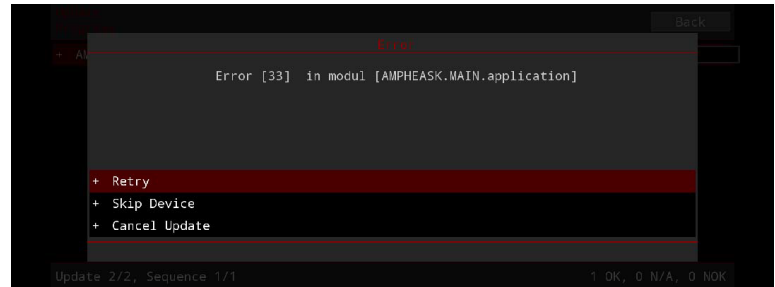 Back
Error
+ AM
Error [33] in modul [AMPHEASK.MAIN.application]
+ Retry
+ Skip Device
+ Cancel Update
Update 2/2, Sequence 1/1 1 OK, 0 N/A, 0 NOK